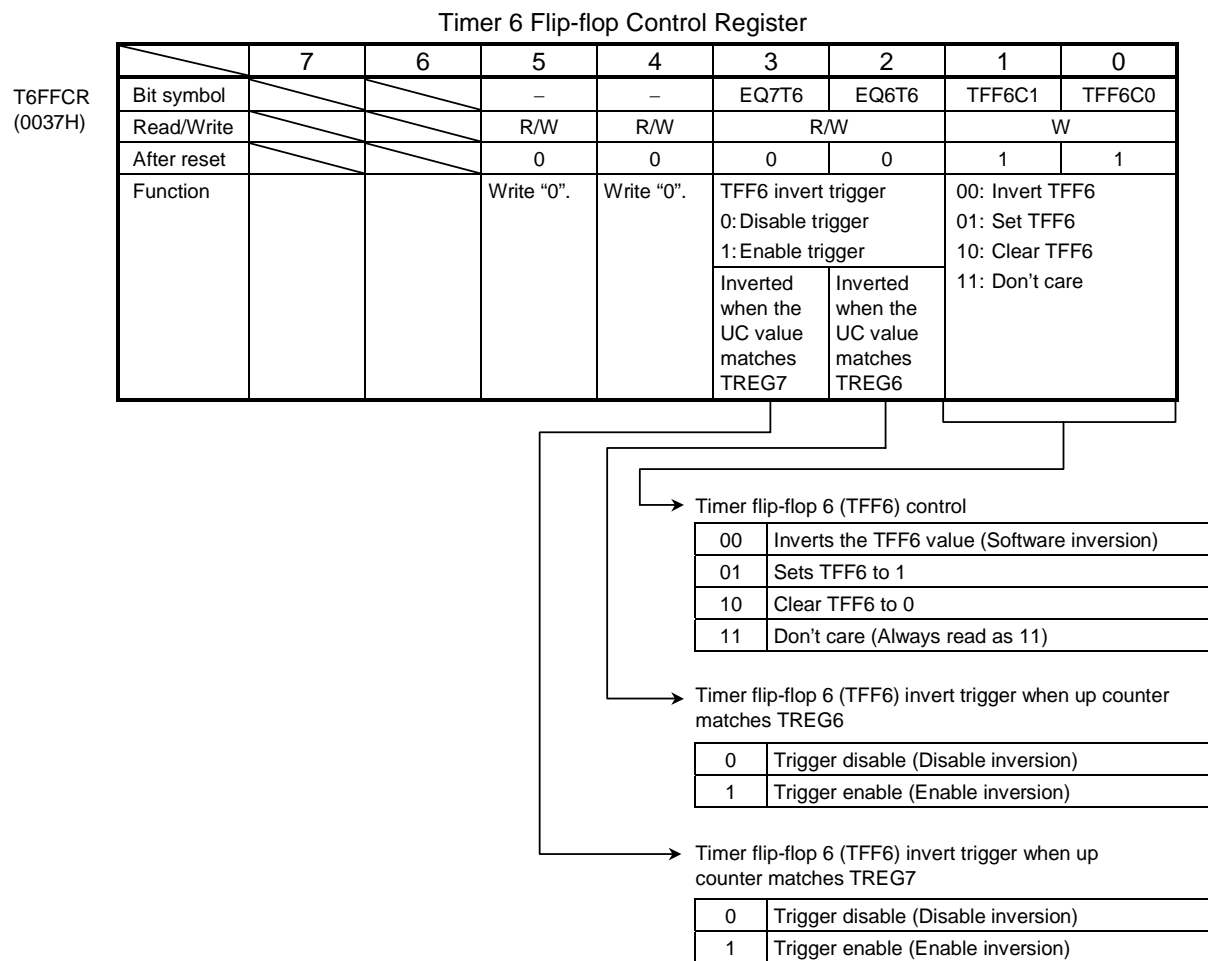 Timer 6 Flip-flop Control Register
7 6 5 4 3 2 1 0
T6FFCR
(0037H)
Bit symbol – – EQ7T6 EQ6T6 TFF6C1 TFF6C0
Read/Write R/W R/W R/W W
After reset 0 0 0 0 1 1
Function
Write “0”.
Write “0”.
TFF6 invert trigger
0: Disable trigger
1: Enable trigger
Inverted
when the
UC value
matches
TREG7
Inverted
when the
UC value
matches
TREG6
00: Invert TFF6
01: Set TFF6
10: Clear TFF6
11: Don’t care
Timer flip-flop 6 (TFF6) control
00 Inverts the TFF6 value (Software inversion)
01 Sets TFF6 to 1
10 Clear TFF6 to 0
11 Don’t care (Always read as 11)
Timer flip-flop 6 (TFF6) invert trigger when up counter
matches TREG6
0 Trigger disable (Disable inversion)
1 Trigger enable (Enable inversion)
Timer flip-flop 6 (TFF6) invert trigger when up
counter matches TREG7
0 Trigger disable (Disable inversion)
1 Trigger enable (Enable inversion)